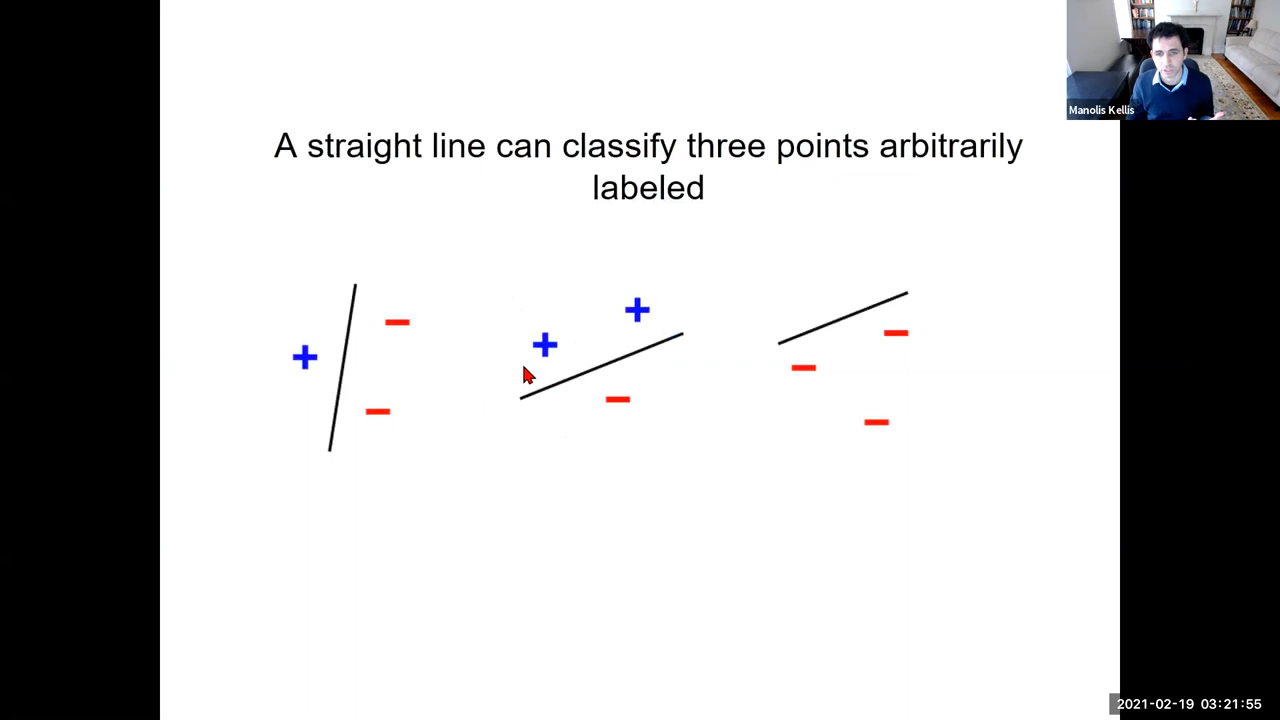 A straight line can classify three points arbitrarily
labeled
Manolis Kellis
2021-02-19 03:21:55